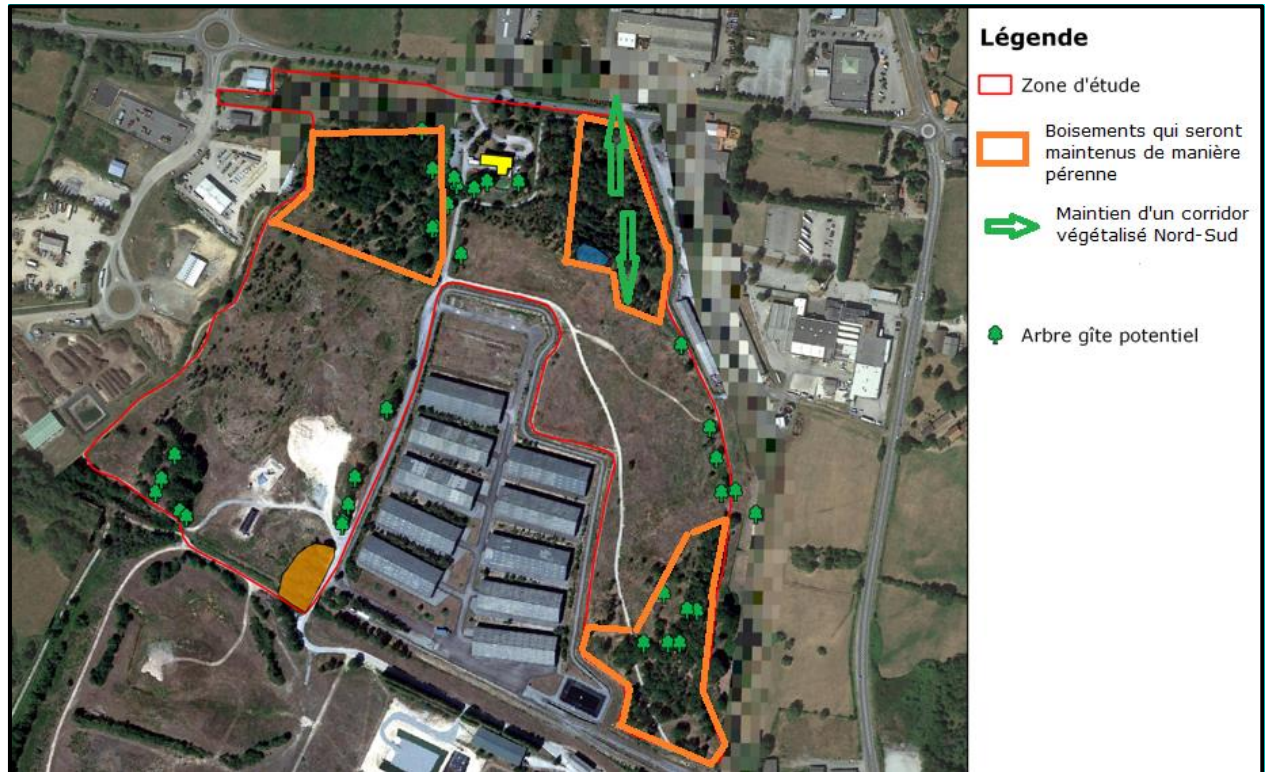 Légende
Zone d'étude
Boisements qui seront
maintenus de manière
pérenne
Maintien d'un corridor
végétalisé Nord-Sud
Arbre gîte potentiel